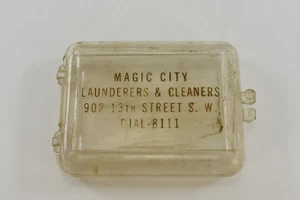 MAGIC CITY
LAUNDERERS & CLEANERS
902 13TH STREET S. W.
DIAL-8111